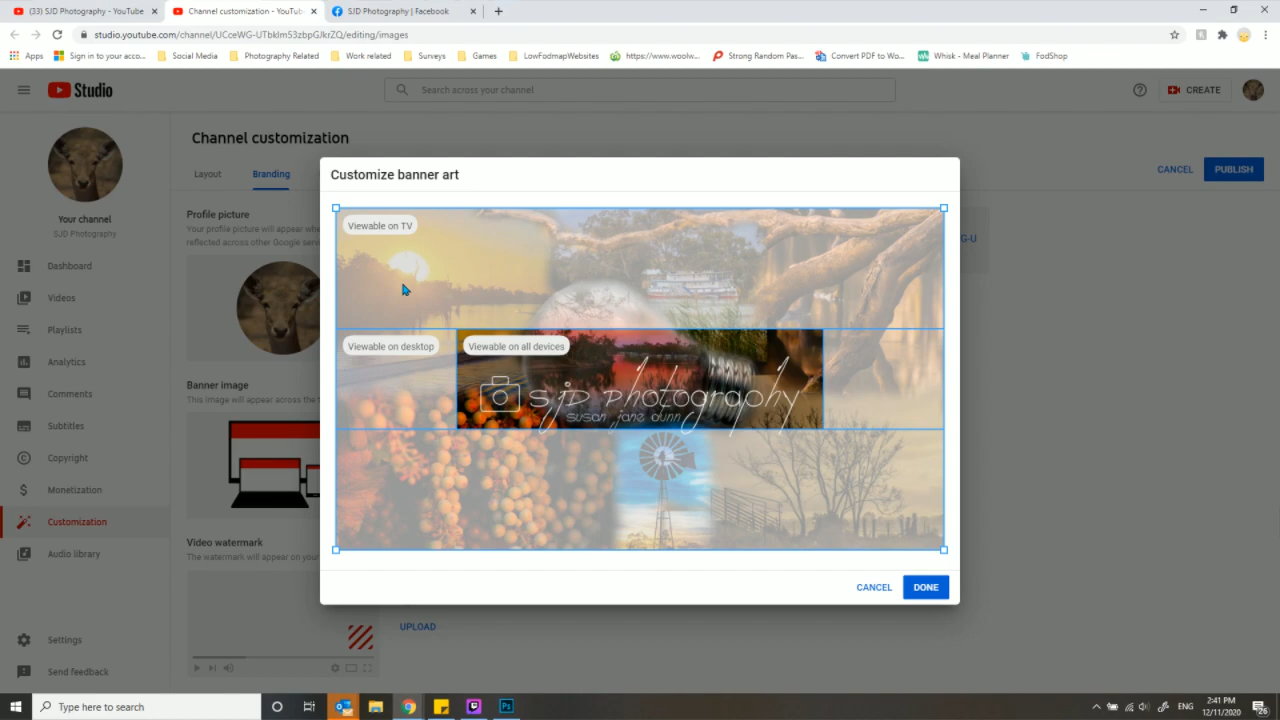 (33) SJD Photography - YouTube
Channel customization - YouTube
SJD Photography | Facebook
studio.youtube.com/channel/UCceWG-UTbklm53zbpGJkrZQ/editing/images
Apps
Sign in to your acco...
Social Media
Photography Related
Work related
Surveys
Games
LowFodmapWebsites
https://www.woolw...
Strong Random Pas...
Convert PDF to Wo...
Whisk - Meal Planner
FodShop
Studio
Search across your channel
CREATE
Channel customization
Layout
Branding
CANCEL
PUBLISH
Your channel
SJD Photography
Dashboard
Videos
Playlists
Analytics
Comments
Subtitles
Copyright
Monetization
Customization
Audio library
Settings
Send feedback
Profile picture
Your profile picture will appear whe
reflected across other Google servi
G-U
Banner image
This image will appear across the t
Video watermark
The watermark will appear on your
UPLOAD
Customize banner art
Viewable on TV
Viewable on desktop
Viewable on all devices
sjD photography
susan jane dunn
CANCEL
DONE
Type here to search
ENG
2:41 PM
12/11/2020
26